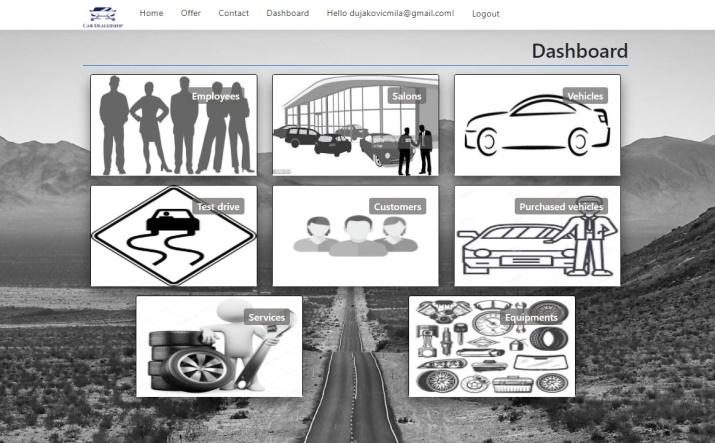 Home Offer Contact Dashboard Hello dujakovicmila@gmail.com! Logout
CAR DEALERSHIP
Dashboard
Employees Salons Vehicles
Test drive Customers Purchased vehicles
Services Equipments